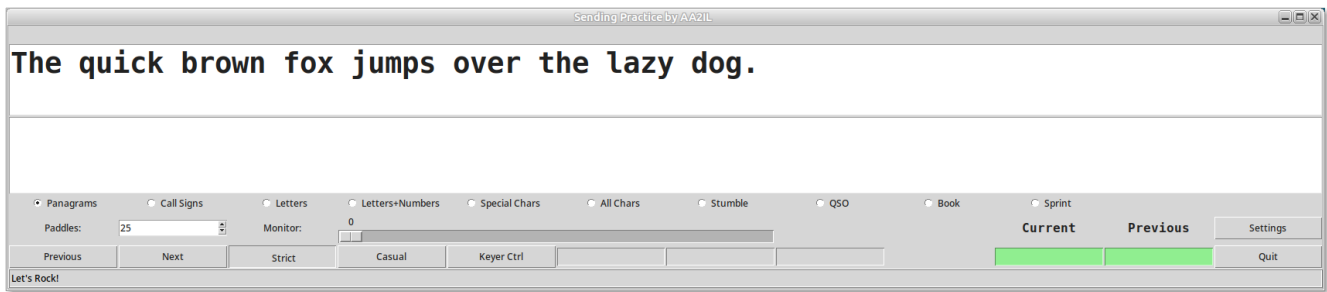 Sending Practice by AA2IL
The quick brown fox jumps over the lazy dog.
Panagrams Call Signs Letters Letters+Numbers Special Chars All Chars Stumble QSO Book Sprint
Paddles: 25 Monitor: 0 Current Previous Settings
Previous Next Strict Casual Keyer Ctrl Quit
Let's Rock!